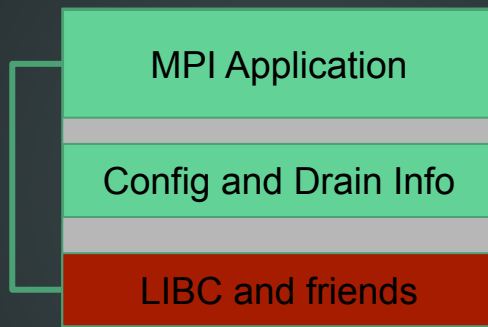 MPI Application
Config and Drain Info
LIBC and friends